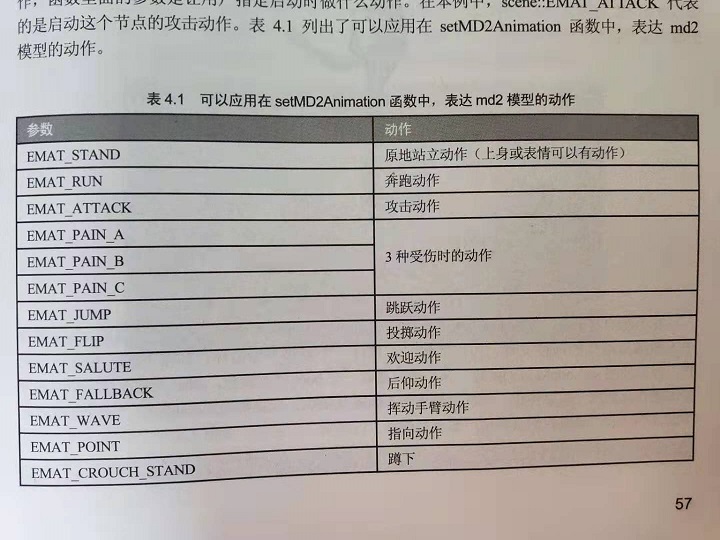 作，函数里面的参数是让用户指定启动时做什么动作。在本例中，scene::EMAT_ATTACK 代表
的是启动这个节点的攻击动作。表 4.1 列出了可以应用在 setMD2Animation 函数中，表达 md2
模型的动作。
表 4.1 可以应用在 setMD2Animation 函数中，表达 md2 模型的动作
参数 动作
EMAT_STAND 原地站立动作（上身或表情可以有动作）
EMAT_RUN 奔跑动作
EMAT_ATTACK 攻击动作
EMAT_PAIN_A
EMAT_PAIN_B 3 种受伤时的动作
EMAT_PAIN_C
EMAT_JUMP 跳跃动作
EMAT_FLIP 投掷动作
EMAT_SALUTE 欢迎动作
EMAT_FALLBACK 后仰动作
EMAT_WAVE 挥动手臂动作
EMAT_POINT 指向动作
EMAT_CROUCH_STAND 蹲下
57